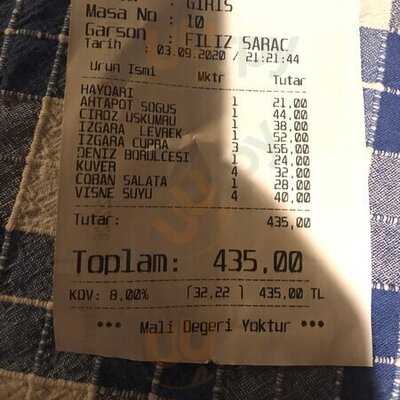 : GIRIS
Masa No : 10
Garson : FILIZ SARAC
Tarih : 03.09.2020 / 21:21:44
Urun Ismi Mktr Tutar
HAYDARI 1 21,00
AHTAPOT SOGUS 1 44,00
CIROZ USKUMRU 1 38,00
IZGARA LEVREK 1 52,00
IZGARA CUPRA 3 156,00
DENIZ BORULCESI 1 24,00
KUVER 4 32,00
COBAN SALATA 1 28,00
VISNE SUYU 4 40,00
Tutar: 435,00
Toplam: 435,00
KDV: 8,00% [32,22] 435,00 TL
*** Mali Degeri Yoktur ***